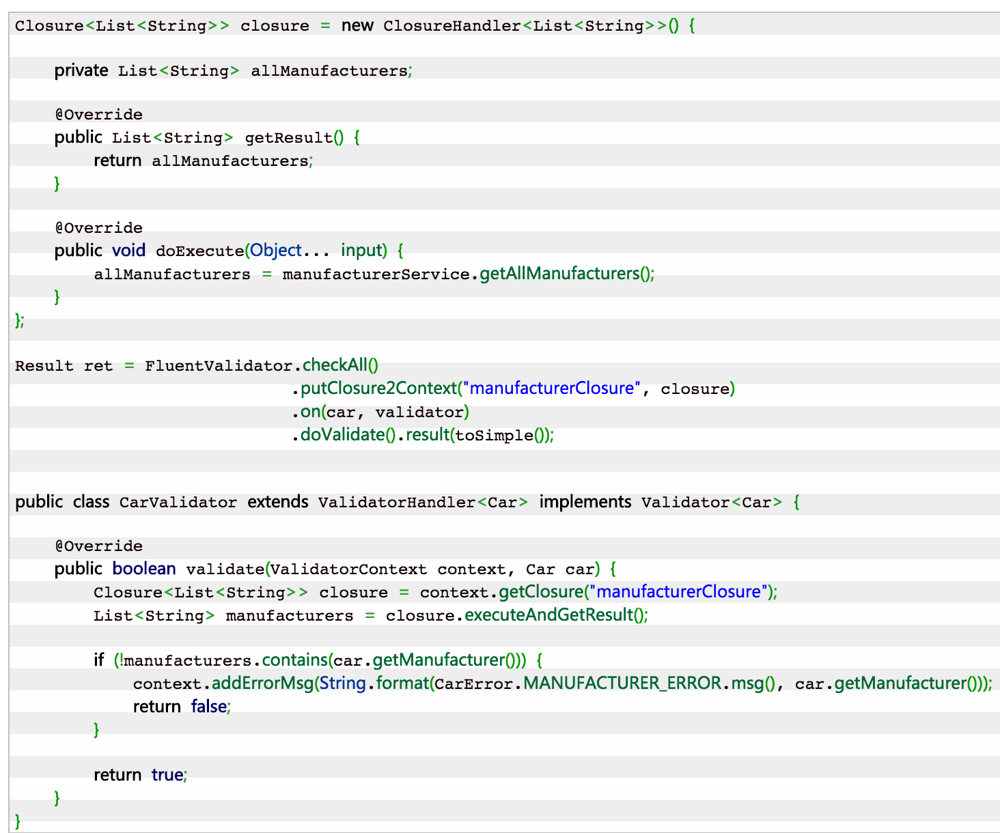 Closure<List<String>> closure = new ClosureHandler<List<String>>() {
private List<String> allManufacturers;
@Override
public List<String> getResult() {
return allManufacturers;
}
@Override
public void doExecute(Object... input) {
allManufacturers = manufacturerService.getAllManufacturers();
}
};
Result ret = FluentValidator.checkAll()
.putClosure2Context("manufacturerClosure", closure)
.on(car, validator)
.doValidate().result(toSimple());
public class CarValidator extends ValidatorHandler<Car> implements Validator<Car> {
@Override
public boolean validate(ValidatorContext context, Car car) {
Closure<List<String>> closure = context.getClosure("manufacturerClosure");
List<String> manufacturers = closure.executeAndGetResult();
if (!manufacturers.contains(car.getManufacturer())) {
context.addErrorMsg(String.format(CarError.MANUFACTURER_ERROR.msg(), car.getManufacturer()));
return false;
}
return true;
}
}